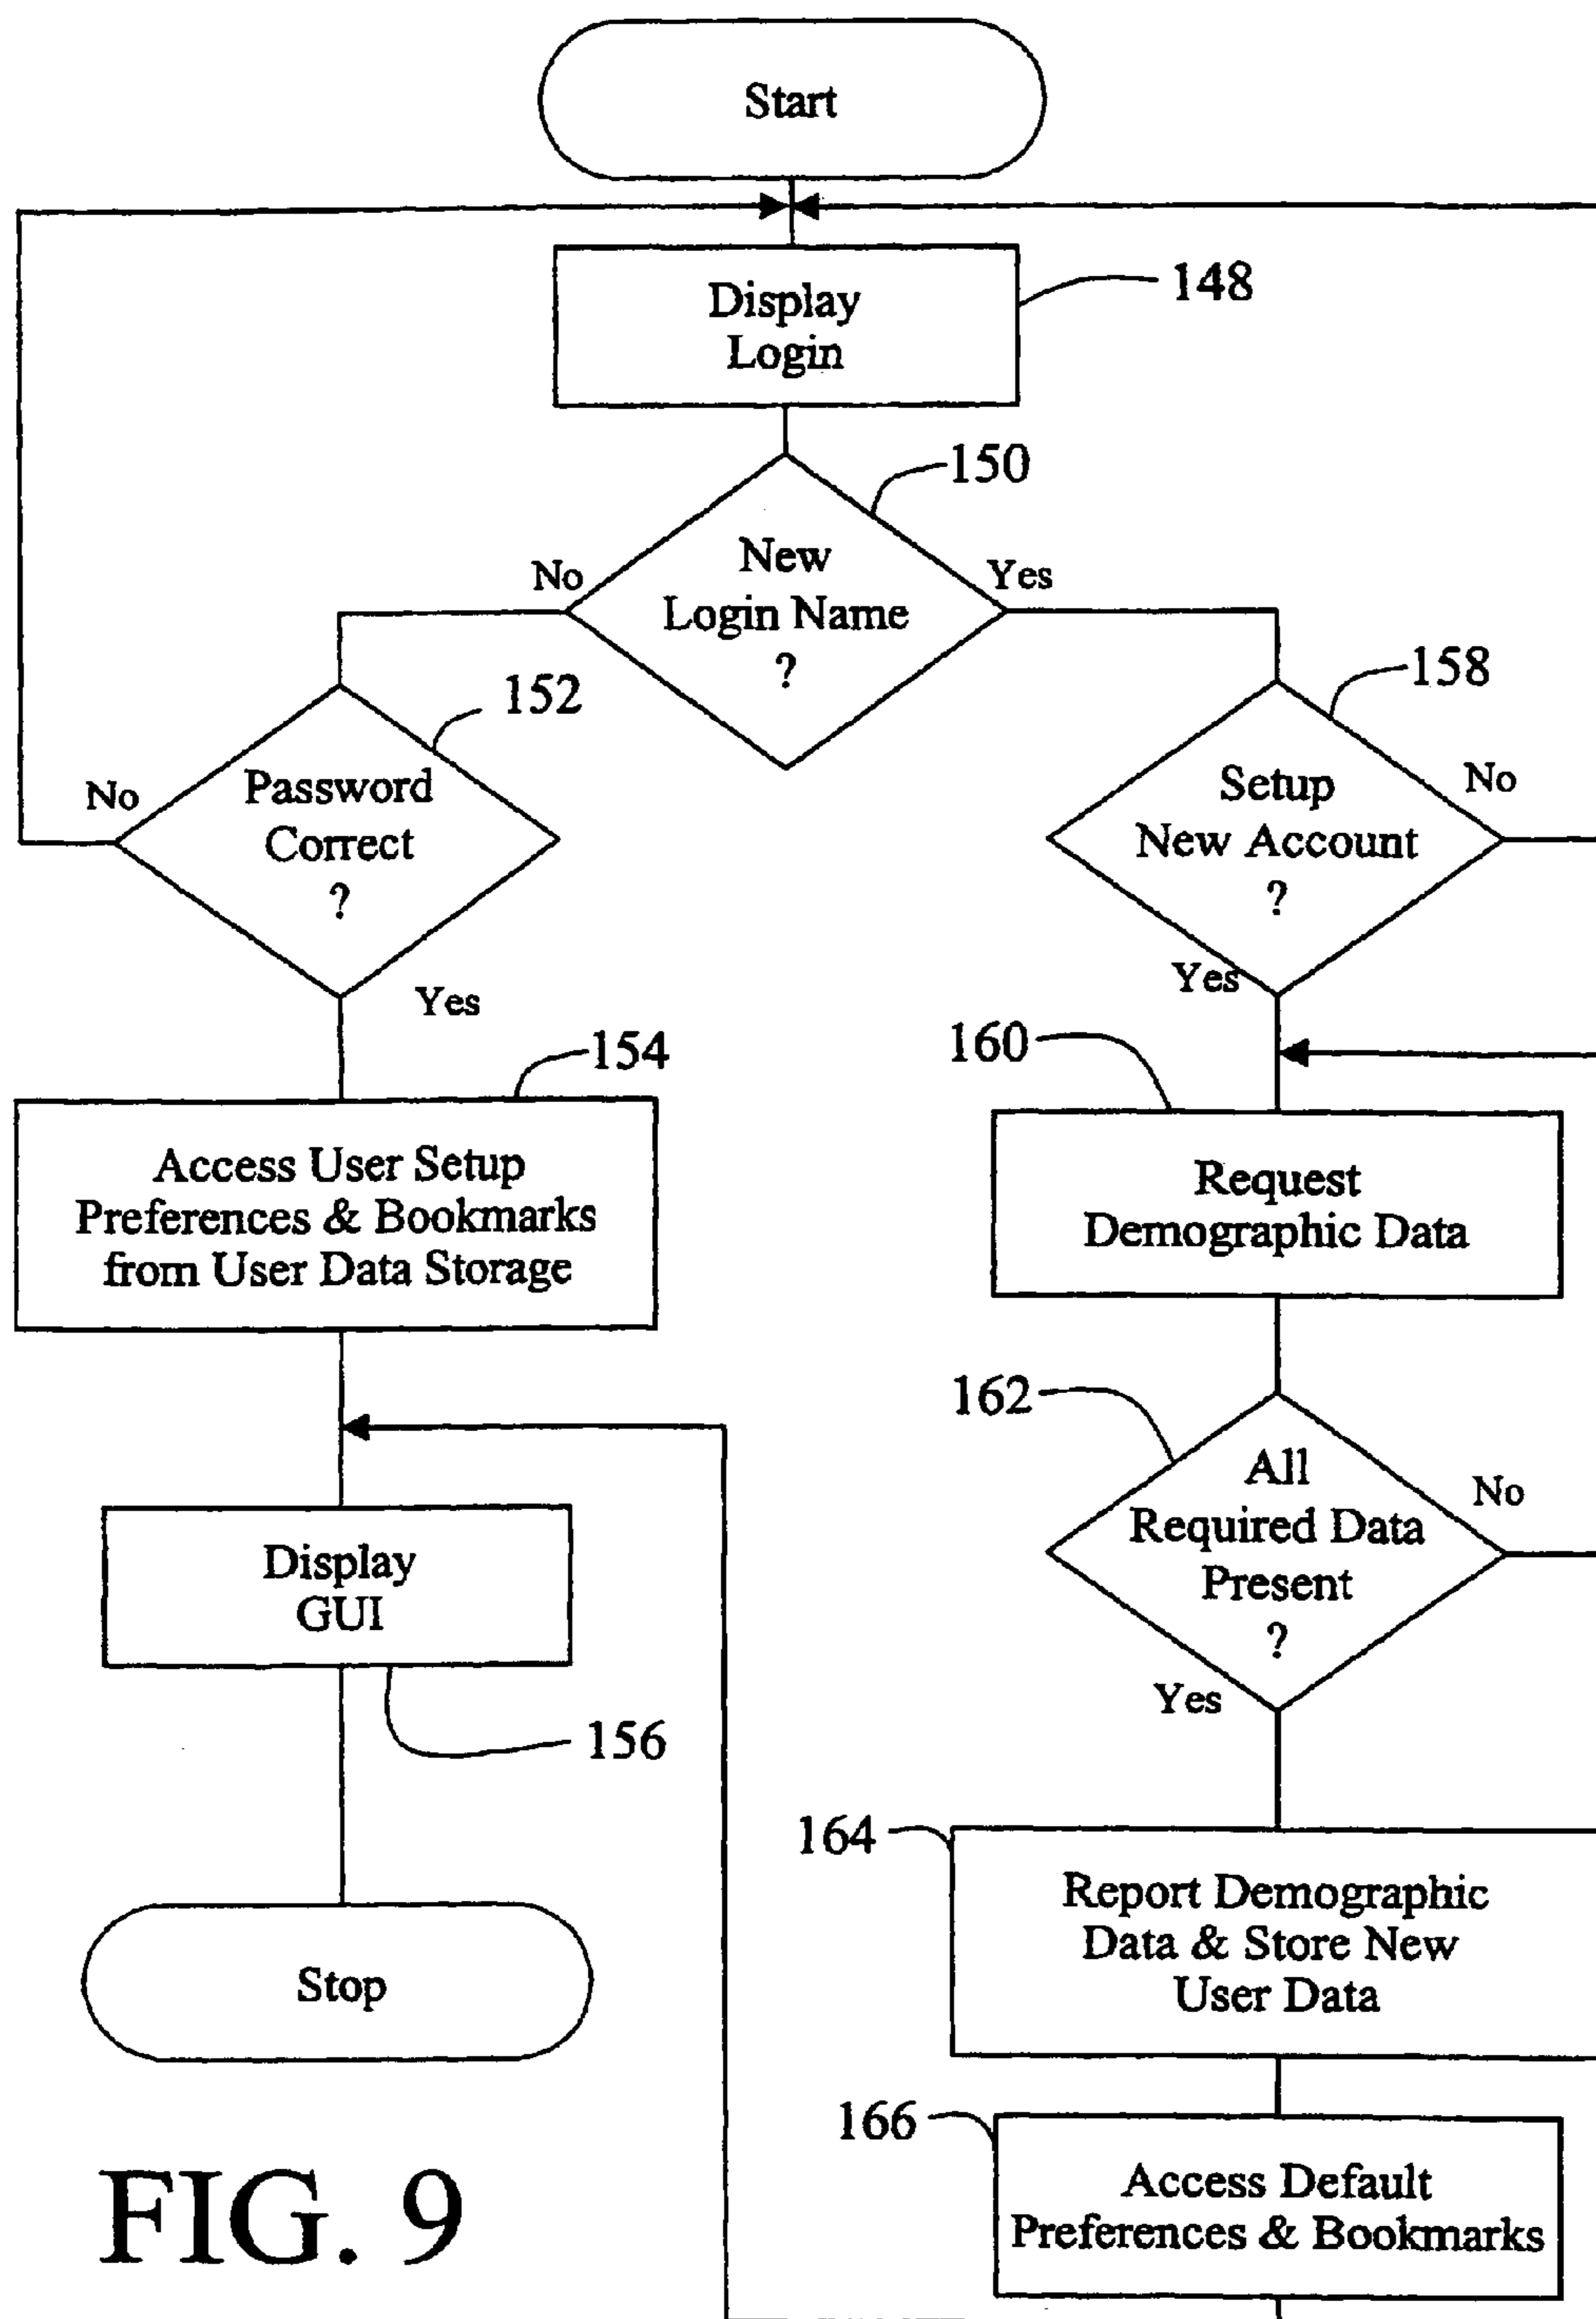 Start
Display
Login
148
150
New
Login Name
?
No
Yes
152
Password
Correct
?
No
Yes
158
Setup
New Account
?
No
Yes
154
Access User Setup
Preferences & Bookmarks
from User Data Storage
160
Request
Demographic Data
162
All
Required Data
Present
?
No
Yes
Display
GUI
156
164
Report Demographic
Data & Store New
User Data
Stop
166
Access Default
Preferences & Bookmarks
FIG. 9